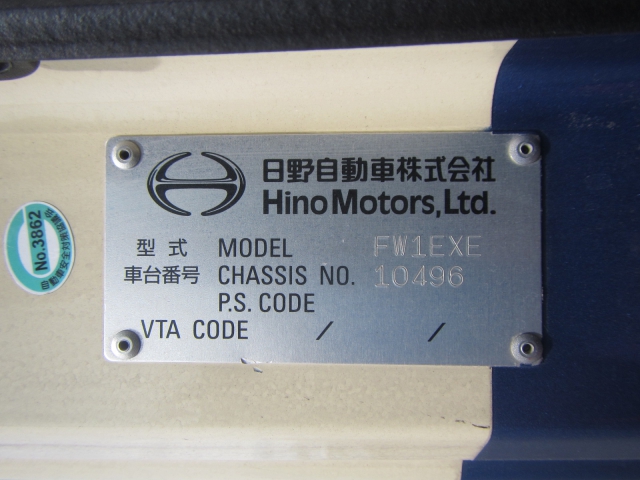 日野自動車株式会社
Hino Motors, Ltd.
型式 MODEL FW1EXE
車台番号 CHASSIS NO. 10496
P.S. CODE
VTA CODE / /
No.3862